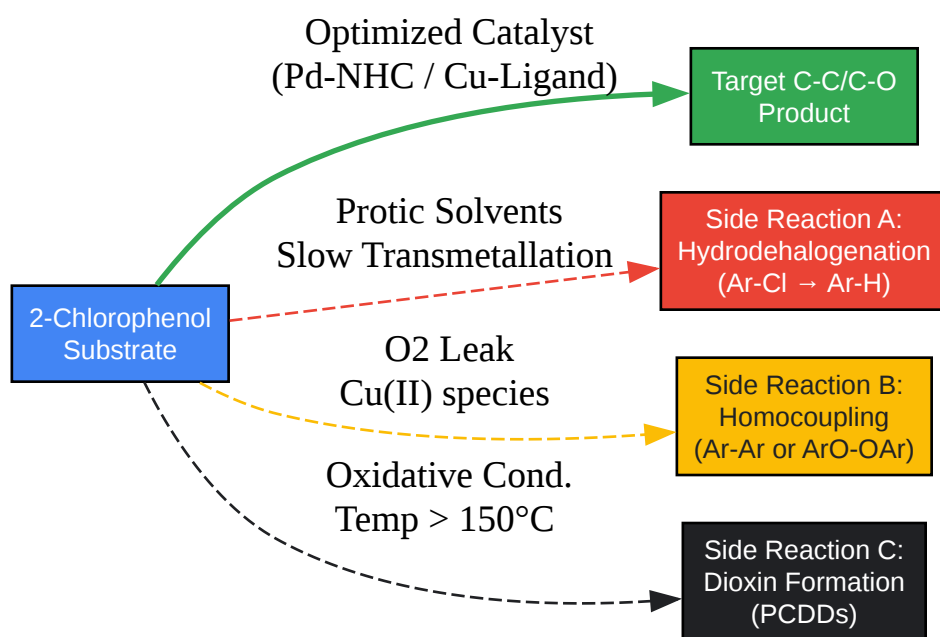 Optimized Catalyst
(Pd-NHC / Cu-Ligand)
Target C-C/C-O
Product
Protic Solvents
Slow Transmetallation
Side Reaction A:
Hydrodehalogenation
(Ar-Cl → Ar-H)
2-Chlorophenol
Substrate
O2 Leak
Cu(II) species
Side Reaction B:
Homocoupling
(Ar-Ar or ArO-OAr)
Oxidative Cond.
Temp > 150°C
Side Reaction C:
Dioxin Formation
(PCDDs)